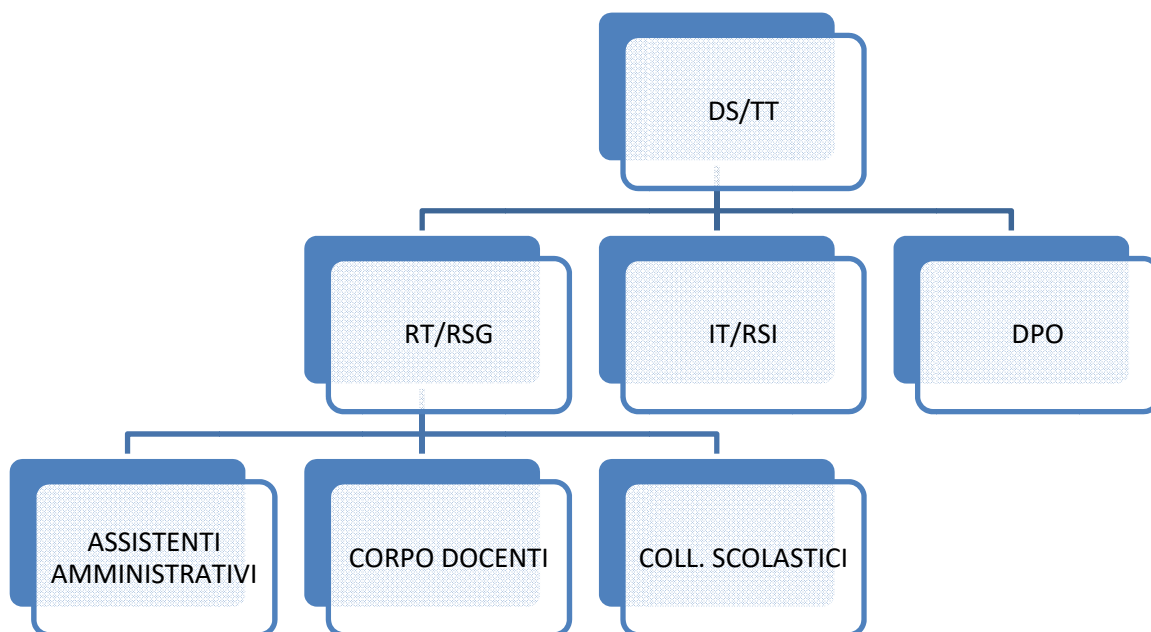 DS/TT
RT/RSG
IT/RSI
DPO
ASSISTENTI
AMMINISTRATIVI
CORPO DOCENTI
COLL. SCOLASTICI